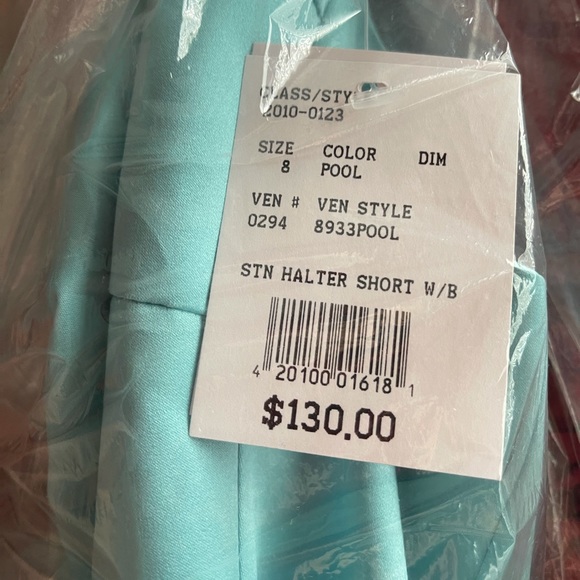 CLASS/STY
2010-0123
SIZE COLOR DIM
8 POOL
VEN # VEN STYLE
0294 8933POOL
STN HALTER SHORT W/B
4 20100 01618 1
$130.00